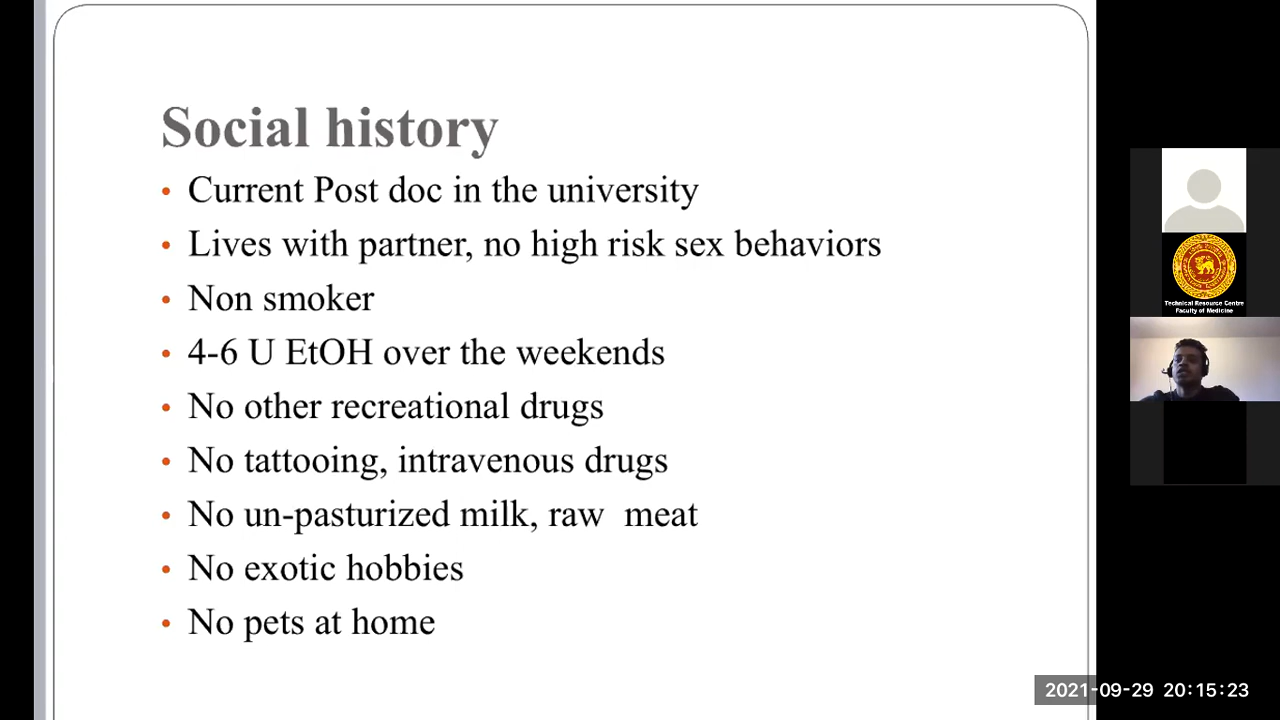 Social history
• Current Post doc in the university
• Lives with partner, no high risk sex behaviors
• Non smoker
• 4-6 U EtOH over the weekends
• No other recreational drugs
• No tattooing, intravenous drugs
• No un-pasturized milk, raw  meat
• No exotic hobbies
• No pets at home
Technical Resource Centre
Faculty of Medicine
2021-09-29 20:15:23